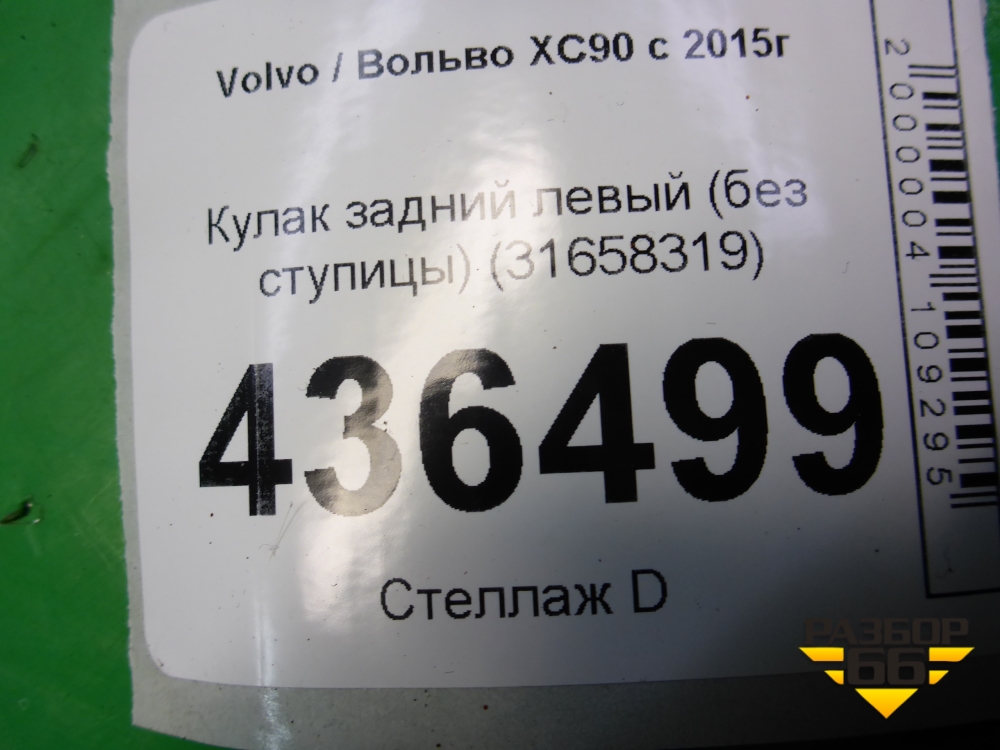 Volvo / Вольво XC90 с 2015г
Кулак задний левый (без
ступицы) (31658319)
436499
Стеллаж D
2000004109295
РАЗБОР
66